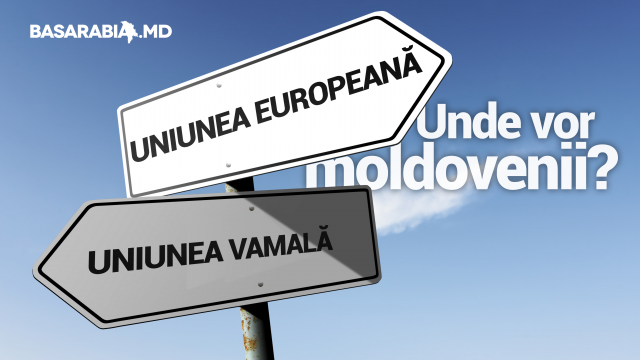 BASARABIA.MD
UNIUNEA EUROPEANĂ
Unde vor
moldovenii?
UNIUNEA VAMALĂ